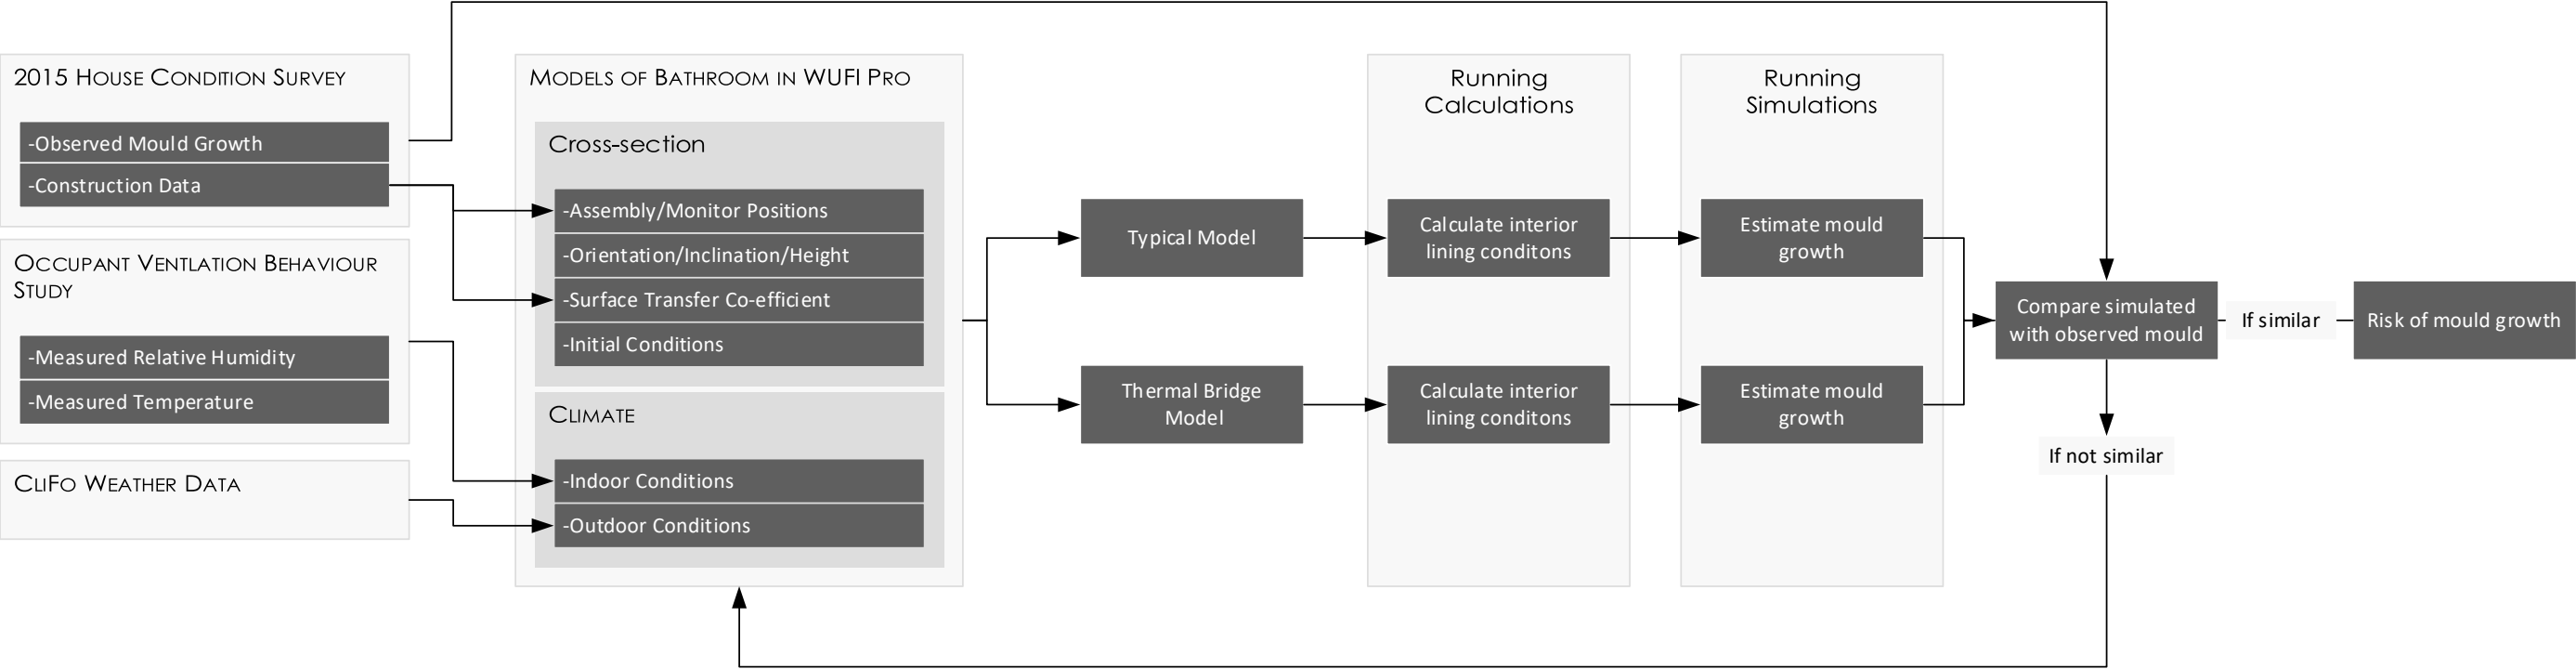 2015 House Condition Survey
-Observed Mould Growth
-Construction Data
Occupant Ventlation Behaviour
Study
-Measured Relative Humidity
-Measured Temperature
CliFo Weather Data
Models of Bathroom in WUFI Pro
Cross-section
-Assembly/Monitor Positions
-Orientation/Inclination/Height
-Surface Transfer Co-efficient
-Initial Conditions
Climate
-Indoor Conditions
-Outdoor Conditions
Typical Model
Thermal Bridge
Model
Running
Calculations
Calculate interior
lining conditons
Calculate interior
lining conditons
Running
Simulations
Estimate mould
growth
Estimate mould
growth
Compare simulated
with observed mould
If similar
Risk of mould growth
If not similar